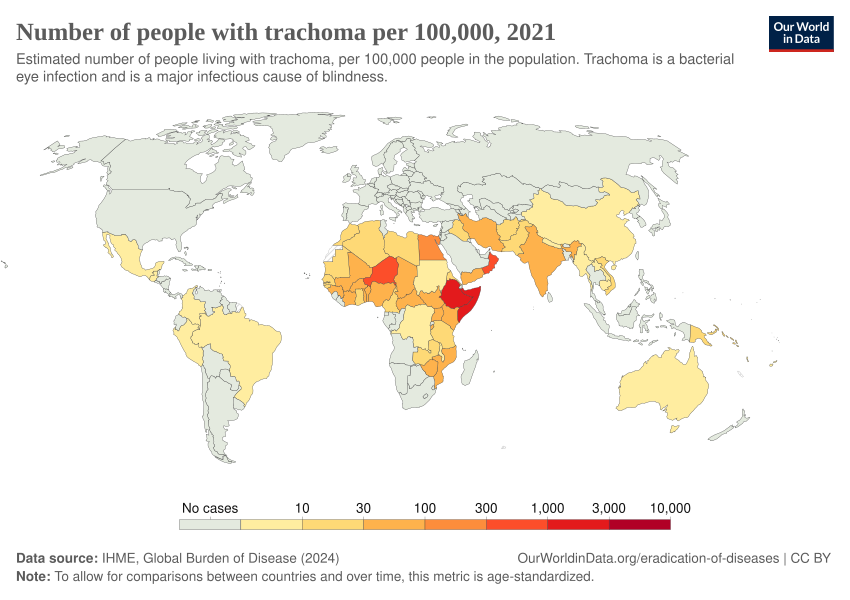 Number of people with trachoma per 100,000, 2021
Our World
in Data
Estimated number of people living with trachoma, per 100,000 people in the population. Trachoma is a bacterial
eye infection and is a major infectious cause of blindness.
No cases 10 30 100 300 1,000 3,000 10,000
Data source: IHME, Global Burden of Disease (2024)
OurWorldinData.org/eradication-of-diseases | CC BY
Note: To allow for comparisons between countries and over time, this metric is age-standardized.